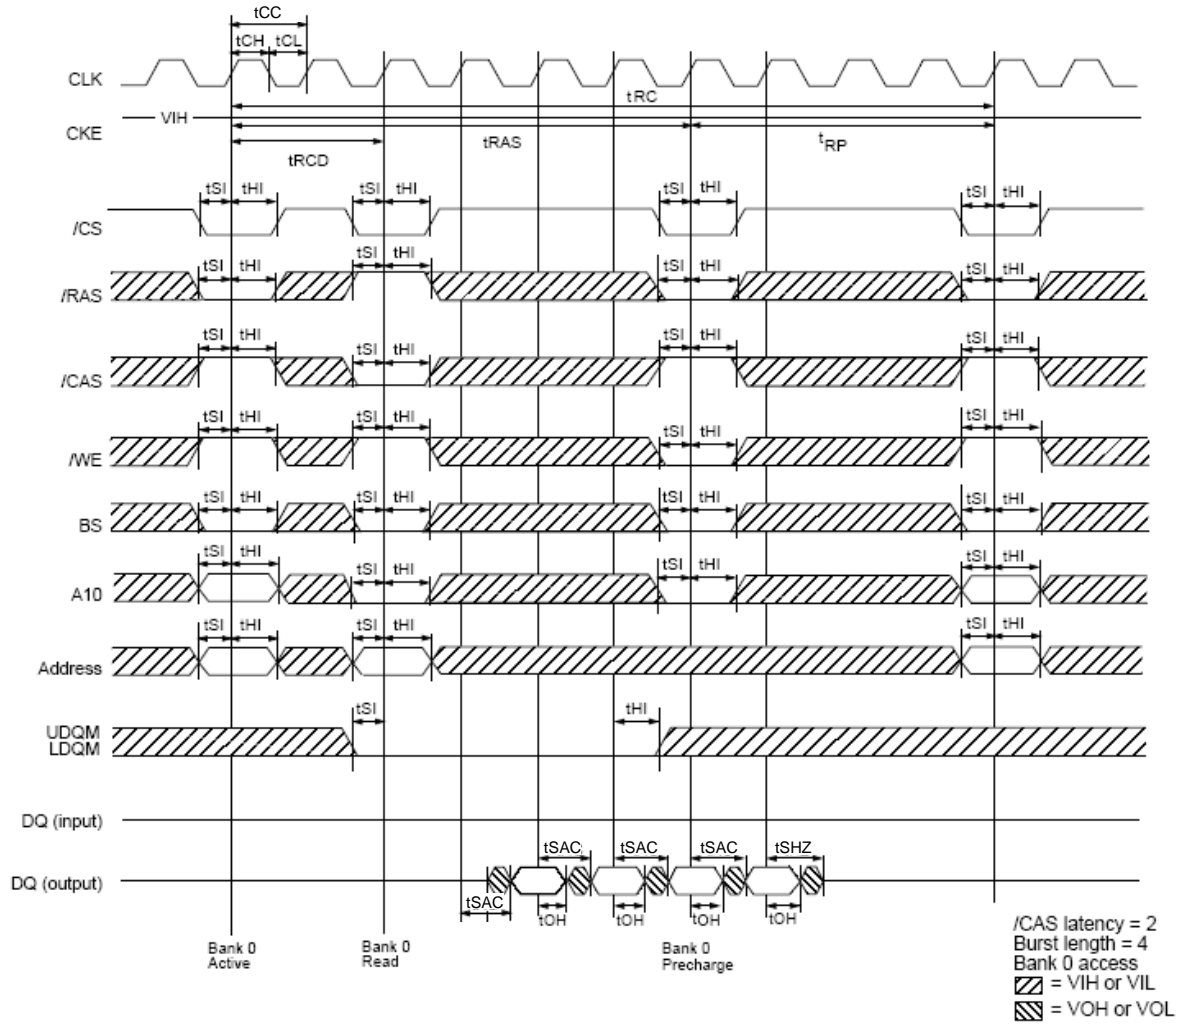 tCC
tCH tCL
CLK
tRC
VIH
CKE
tRAS
tRP
tRCD
tSI tHI tSI tHI tSI tHI tSI tHI
/CS
tSI tHI tSI tHI tSI tHI tSI tHI
/RAS
tSI tHI tSI tHI tSI tHI tSI tHI
/CAS
tSI tHI tSI tHI tSI tHI tSI tHI
/WE
tSI tHI tSI tHI tSI tHI tSI tHI
BS
tSI tHI tSI tHI tSI tHI tSI tHI
A10
tSI tHI tSI tHI tSI tHI
Address
tSI tHI
UDQM
LDQM
DQ (input)
tSAC tSAC tSAC tSHZ
DQ (output)
tSAC tOH tOH tOH tOH
Bank 0
Active
Bank 0
Read
Bank 0
Precharge
/CAS latency = 2
Burst length = 4
Bank 0 access
= VIH or VIL
= VOH or VOL